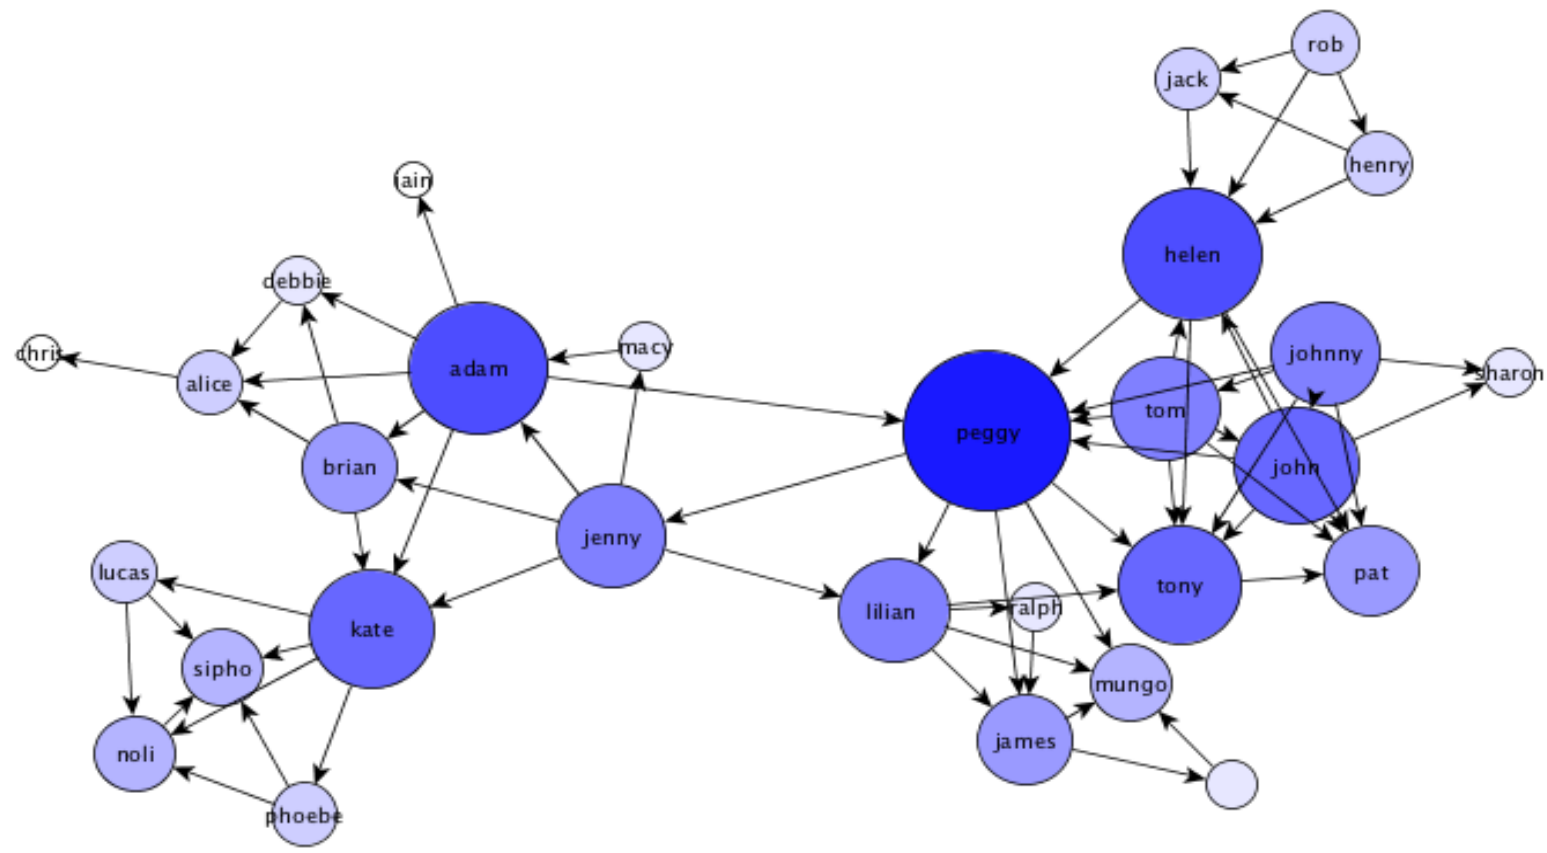 rob
jack
henry
iain
helen
debbie
chris
macy
johnny
adam
sharon
alice
tom
peggy
brian
john
jenny
lucas
pat
tony
ralph
lilian
kate
sipho
mungo
james
noli
phoebe